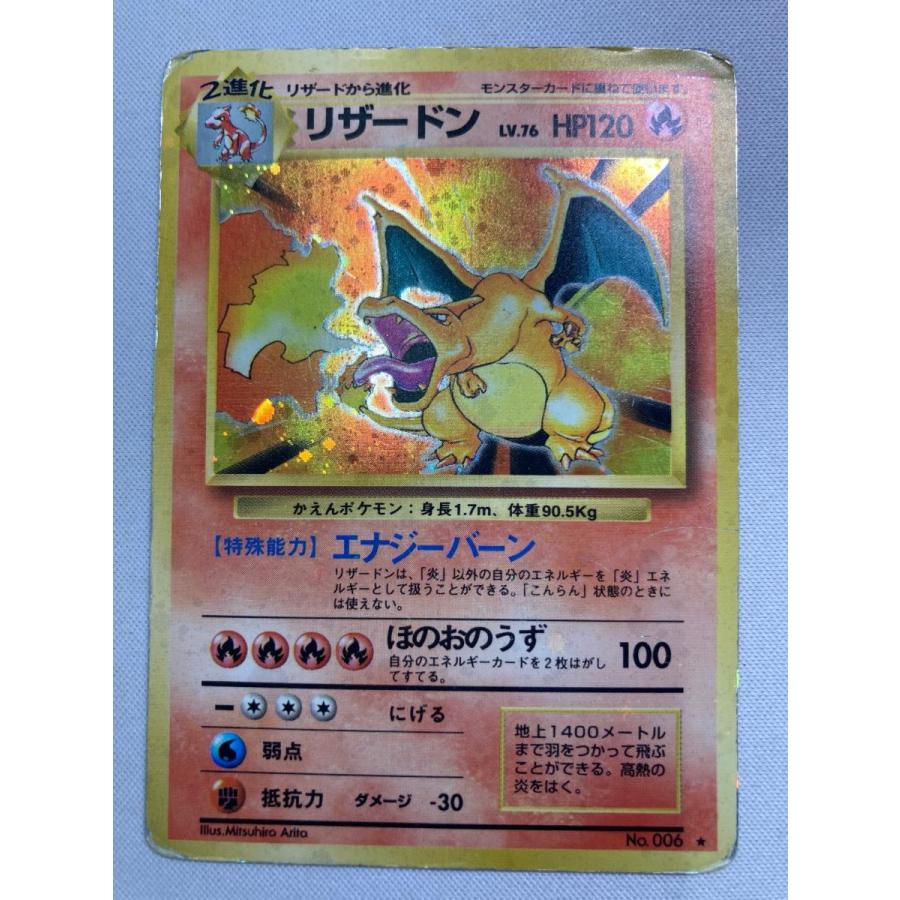 2進化 リザードから進化 モンスターカードに重ねて使います。
リザードン LV.76 HP120
かえんポケモン：身長1.7m、体重90.5Kg
【特殊能力】エナジーバーン
リザードンは、「炎」以外の自分のエネルギーを「炎」エネ
ルギーとして扱うことができる。「こんらん」状態のときに
は使えない。
ほのおのうず 100
自分のエネルギーカードを2枚はがし
てすてる。
ー にげる
弱点
抵抗力 ダメージ -30
地上1400メートル
まで羽をつかって飛ぶ
ことができる。高熱の
炎をはく。
Illus.Mitsuhiro Arita
No.006 ★